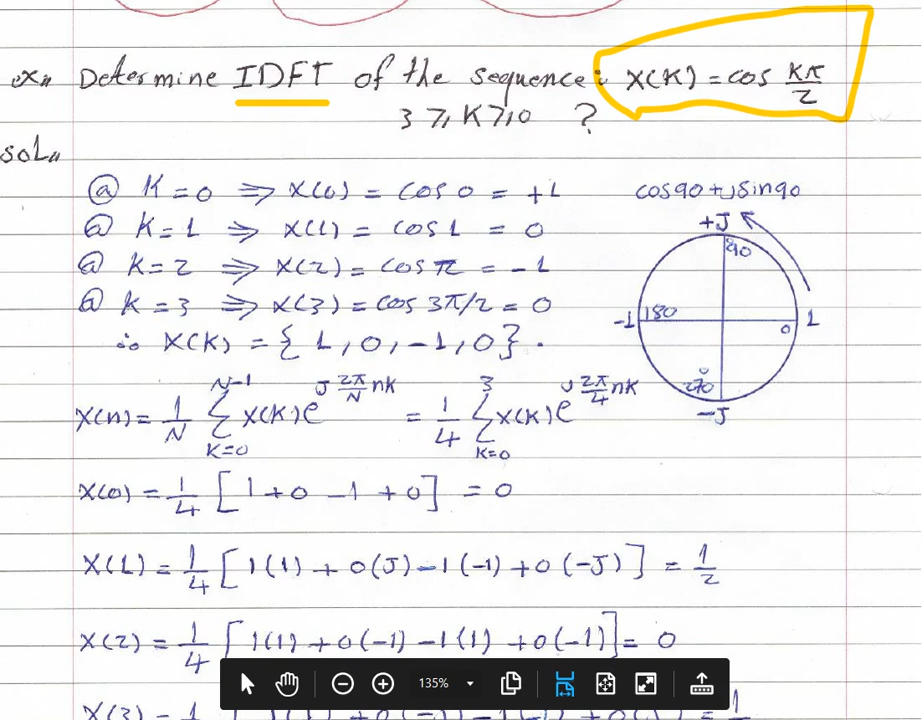 ex// Determine IDFT of the sequence: X(K) = cos Kπ/2
3 ⩾ K ⩾ 0 ?
soL//
@ K=0 ⇒ X(0) = cos 0 = +1
cos90+jsin90
@ K=1 ⇒ X(1) = cos 1 = 0
+J
90
@ K=2 ⇒ X(2) = cos π = -1
@ K=3 ⇒ X(3) = cos 3π/2 = 0
-1 180 0 1
∴ X(K) = {1, 0, -1, 0}.
270
-J
X(n) = 1/N Σ_{K=0}^{N-1} X(K) e^{J 2π/N nk} = 1/4 Σ_{K=0}^{3} X(K) e^{J 2π/4 nK}
X(0) = 1/4 [1+0 -1 +0] = 0
X(1) = 1/4 [1(1) + 0(J) -1(-1) +0(-J)] = 1/2
X(2) = 1/4 [1(1) +0(-1) -1(1) +0(-1)] = 0
135%
X(3) = 1